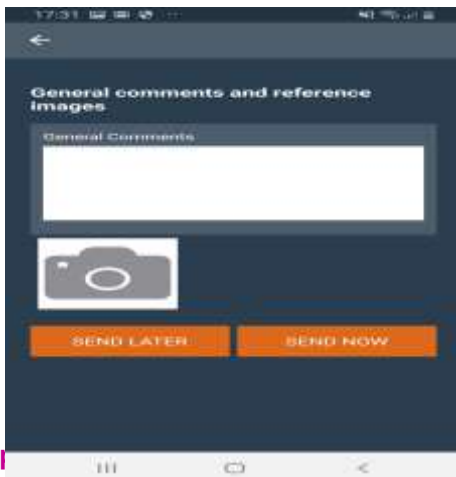 17:31
General comments and reference
images
General Comments
SEND LATER
SEND NOW